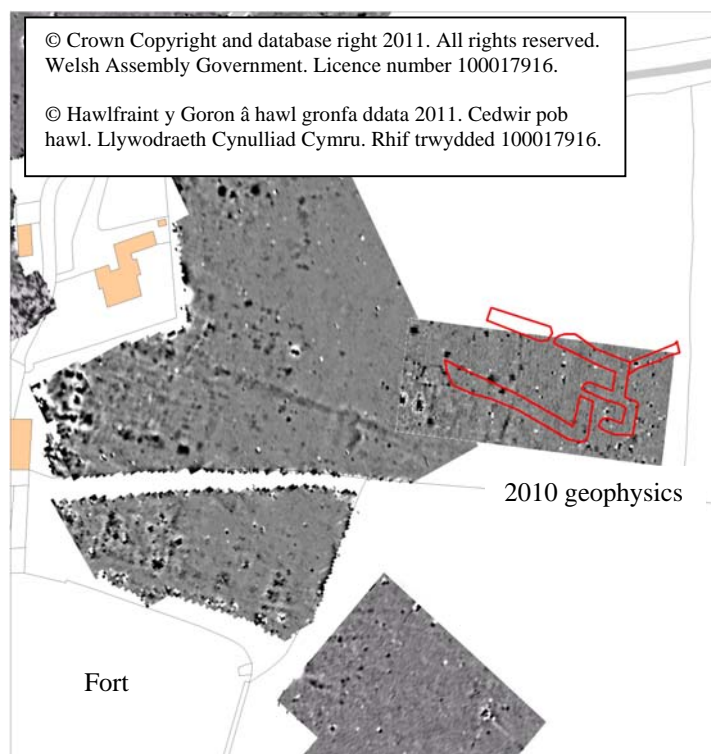 © Crown Copyright and database right 2011. All rights reserved.
Welsh Assembly Government. Licence number 100017916.
© Hawlfraint y Goron â hawl gronfa ddata 2011. Cedwir pob
hawl. Llywodraeth Cynulliad Cymru. Rhif trwydded 100017916.
2010 geophysics
Fort